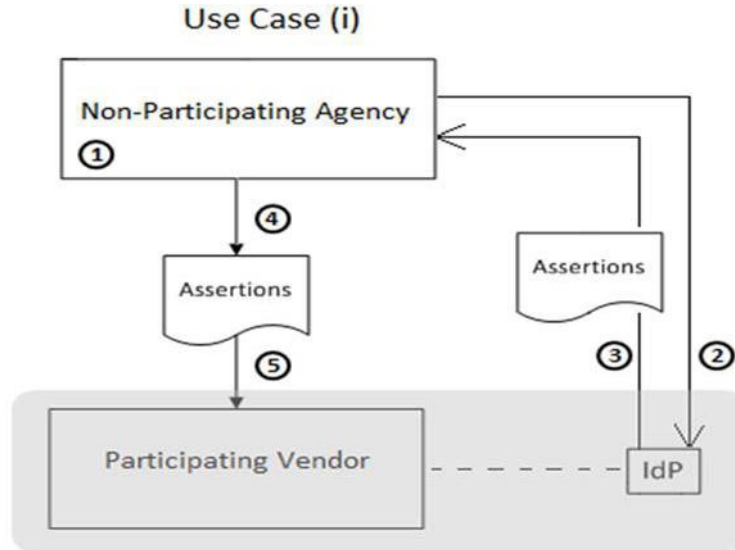 Use Case (i)
Non-Participating Agency
1
4
Assertions
Assertions
5
3
2
Participating Vendor
IdP